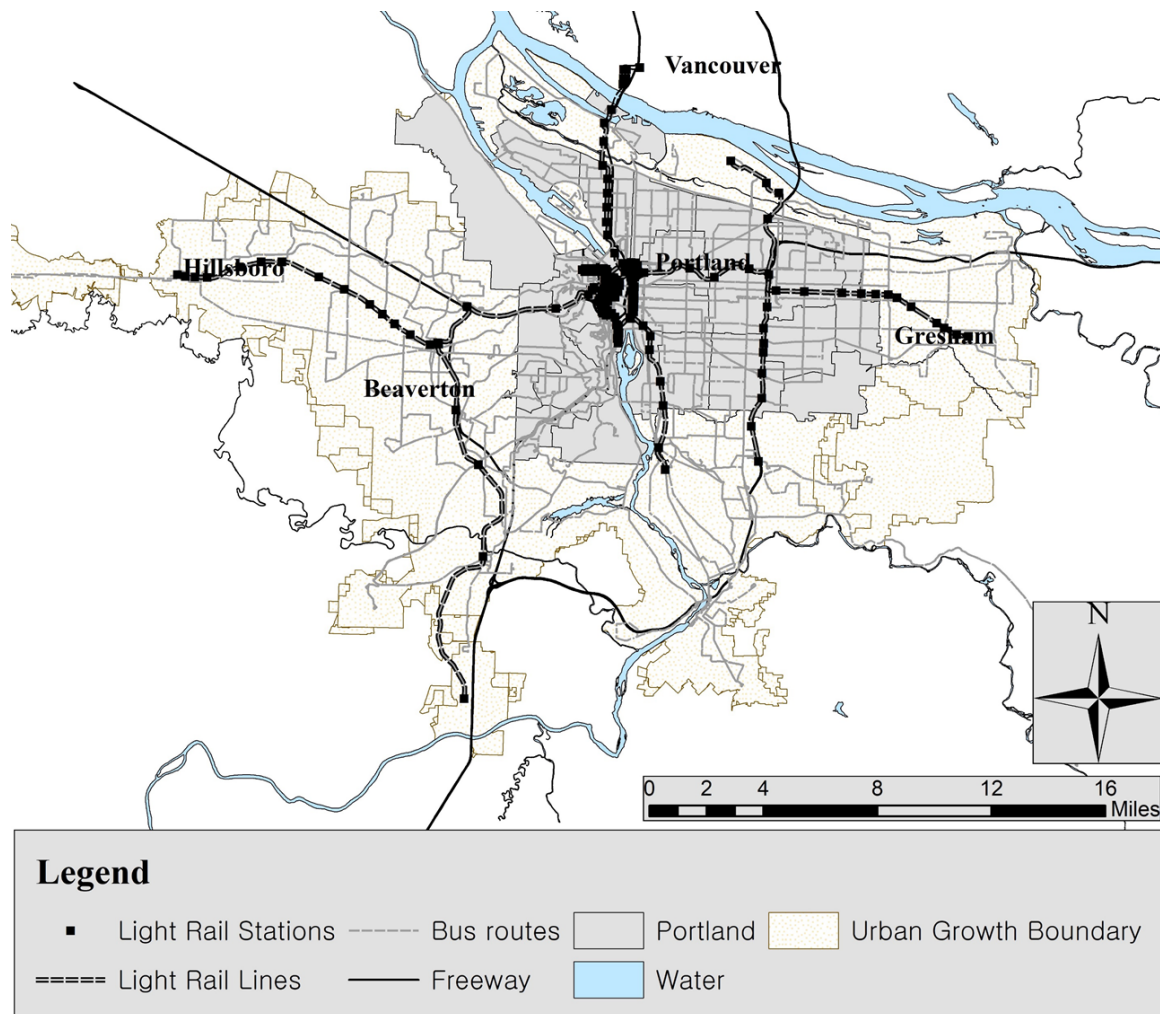 Vancouver
Hillsboro
Portland
Gresham
Beaverton
N
0 2 4 8 12 16
Miles
Legend
Light Rail Stations Bus routes Portland Urban Growth Boundary
Light Rail Lines Freeway Water